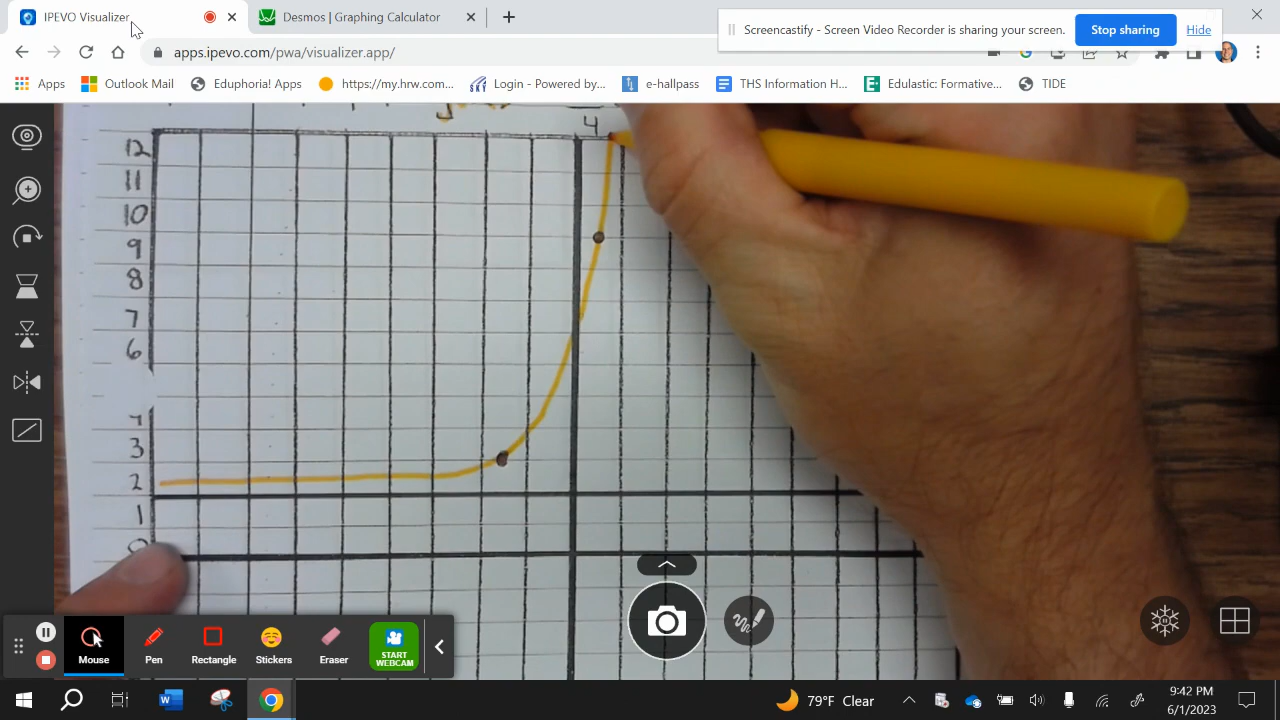 IPEVO Visualizer
Desmos | Graphing Calculator
Screencastify - Screen Video Recorder is sharing your screen.
Stop sharing
Hide
apps.ipevo.com/pwa/visualizer.app/
Apps
Outlook Mail
Eduphoria! App...
https://my.hrw.com...
Login - Powered by...
e-hallpass
THS Information H...
Edulastic: Formative...
TIDE
4
12
11
10
9
8
7
6
4
3
2
1
0
Mouse
Pen
Rectangle
Stickers
Eraser
START
WEBCAM
79°F Clear
9:42 PM
6/1/2023